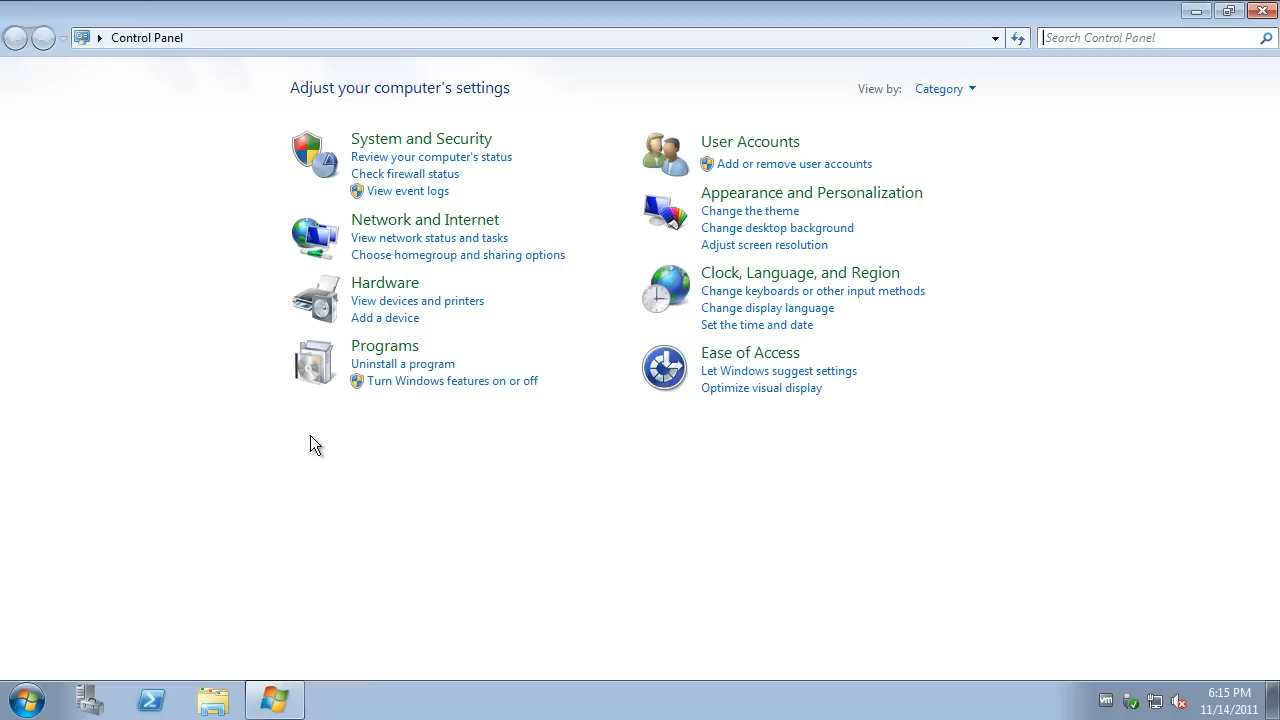 Control Panel
Search Control Panel
Adjust your computer's settings
View by: Category
System and Security
Review your computer's status
Check firewall status
View event logs
Network and Internet
View network status and tasks
Choose homegroup and sharing options
Hardware
View devices and printers
Add a device
Programs
Uninstall a program
Turn Windows features on or off
User Accounts
Add or remove user accounts
Appearance and Personalization
Change the theme
Change desktop background
Adjust screen resolution
Clock, Language, and Region
Change keyboards or other input methods
Change display language
Set the time and date
Ease of Access
Let Windows suggest settings
Optimize visual display
vm
6:15 PM
11/14/2011